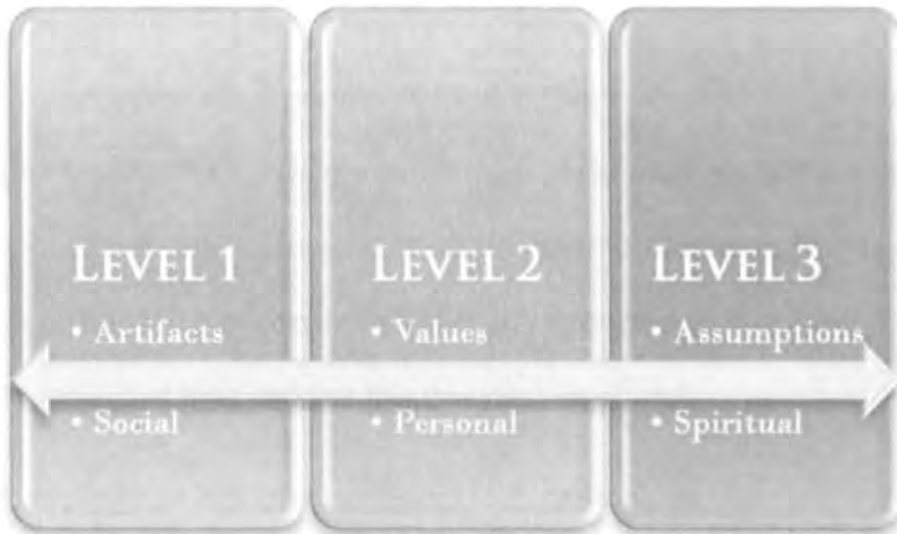 LEVEL 1
• Artifacts
• Social
LEVEL 2
• Values
• Personal
LEVEL 3
• Assumptions
• Spiritual